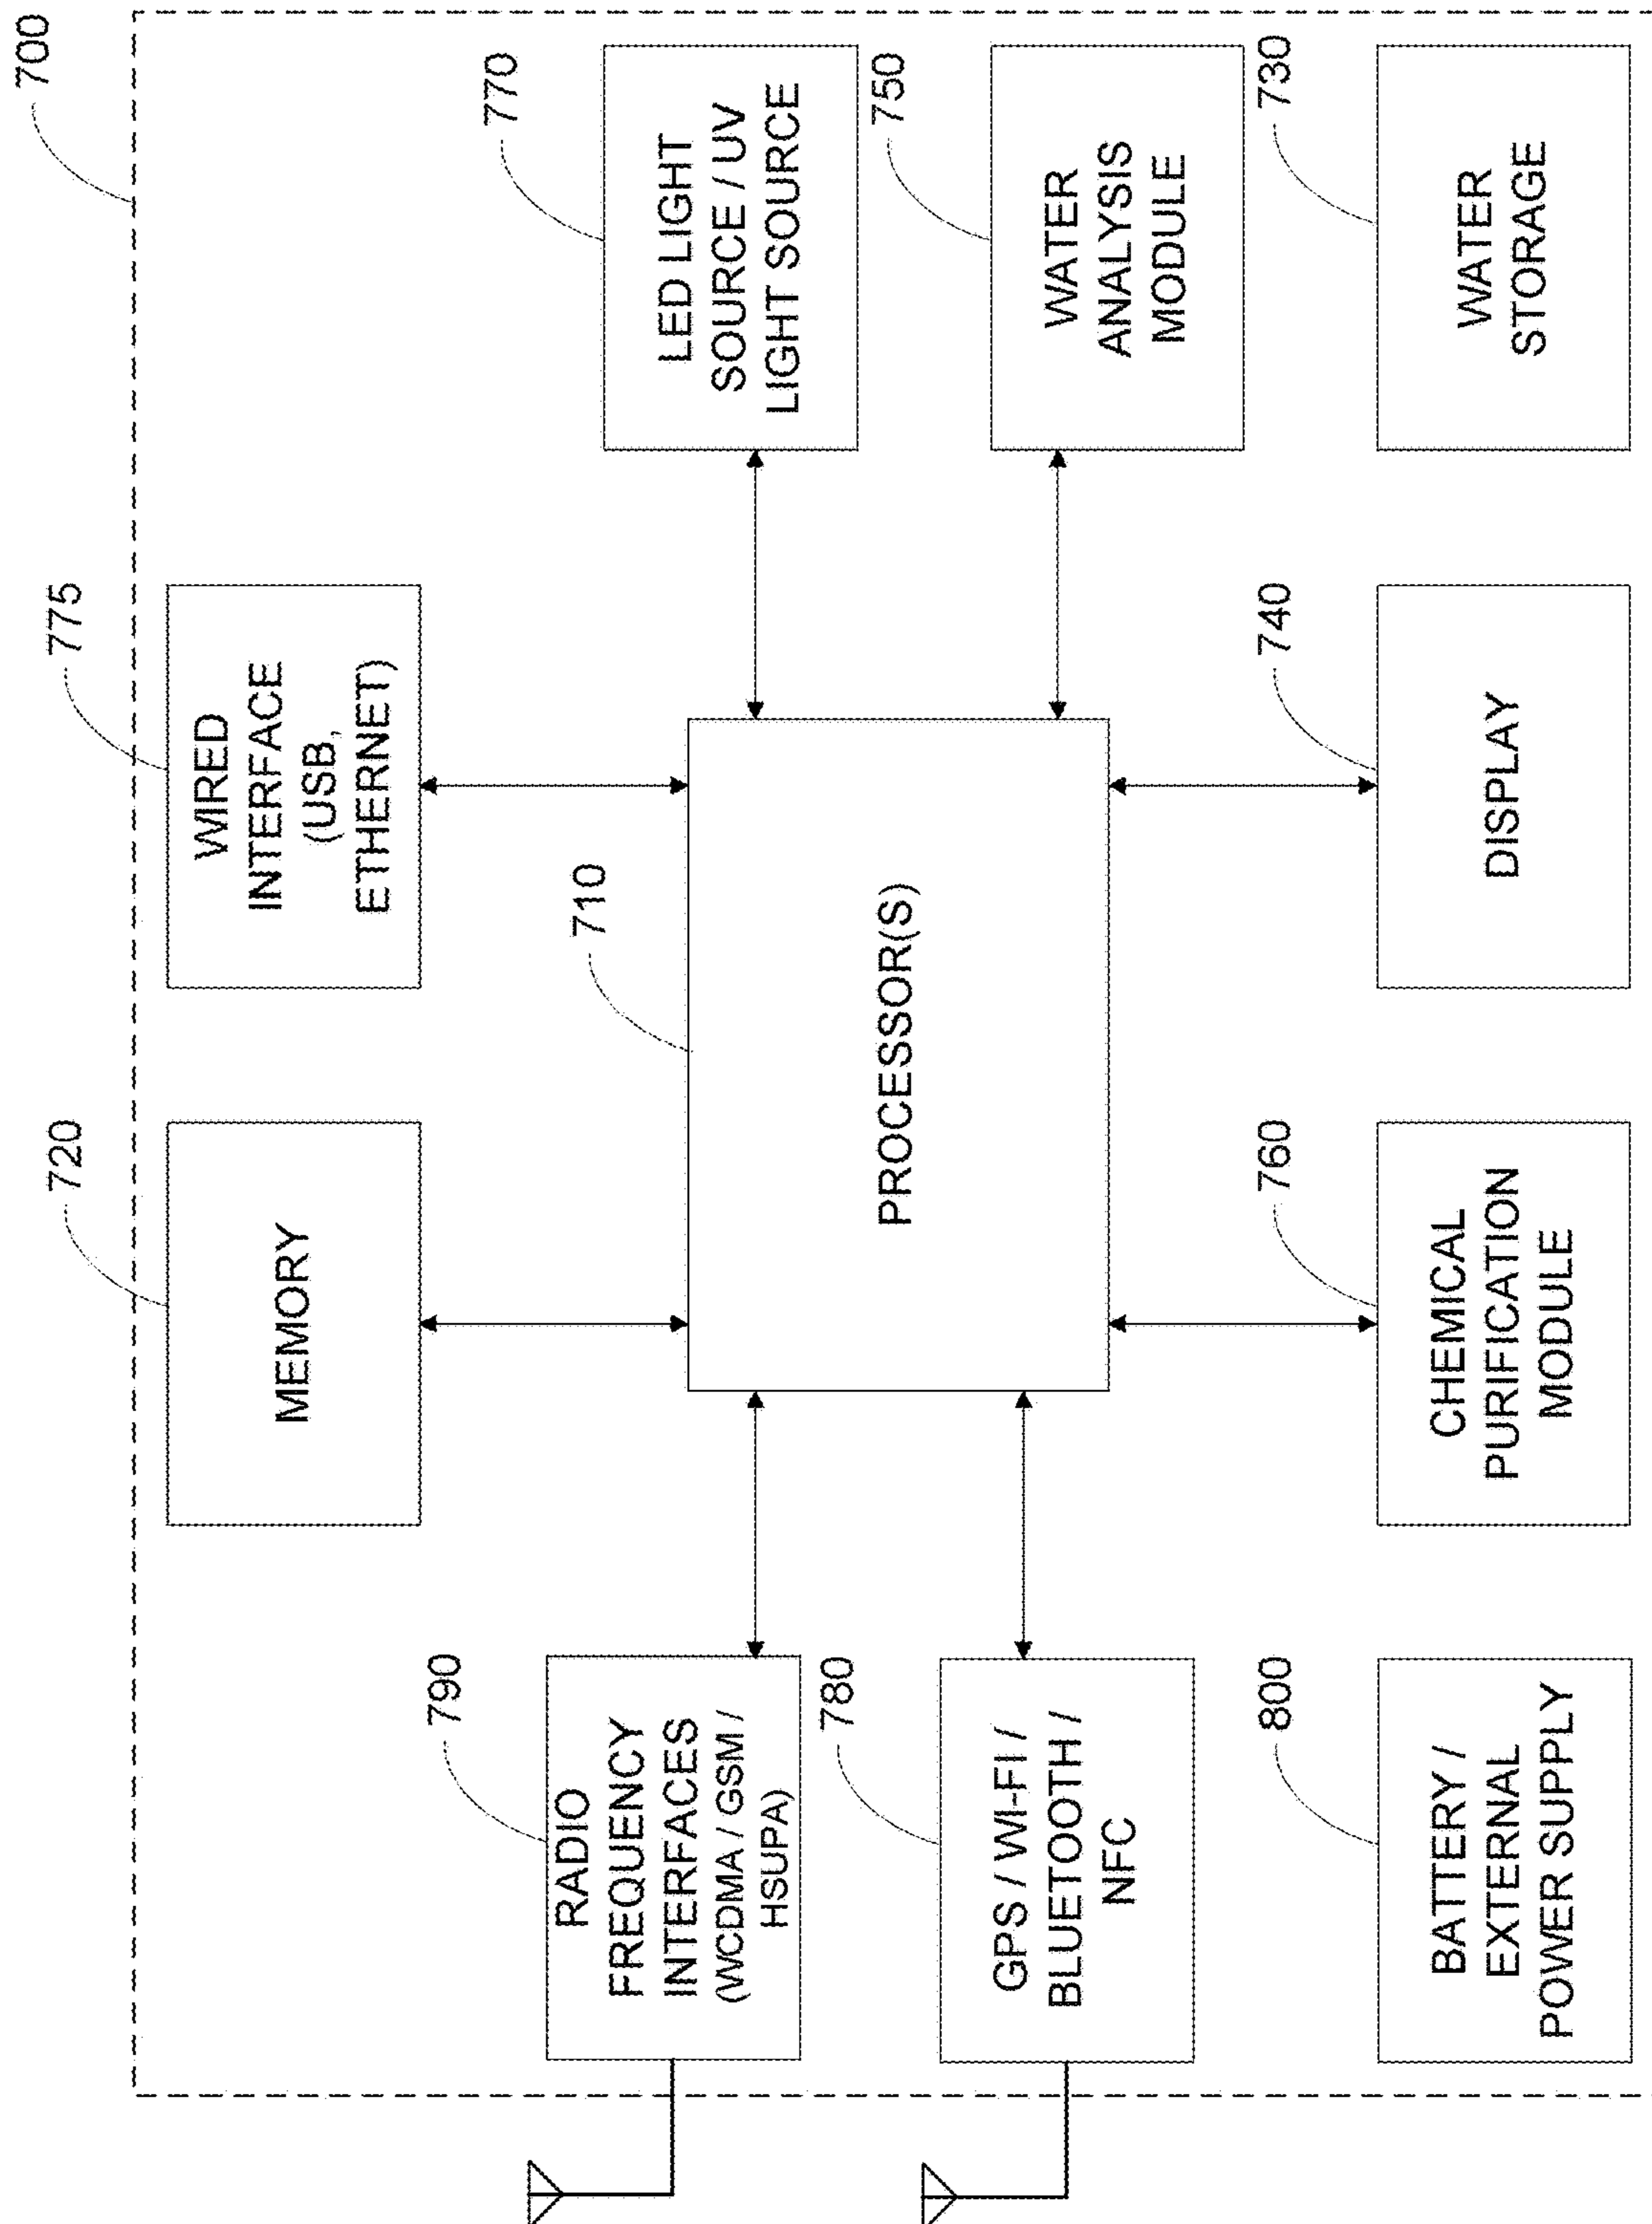 700
790
RADIO
FREQUENCY
INTERFACES
(WCDMA / GSM /
HSUPA)
720
MEMORY
775
WIRED
INTERFACE
(USB,
ETHERNET)
770
LED LIGHT
SOURCE / UV
LIGHT SOURCE
710
PROCESSOR(S)
780
GPS / WI-FI /
BLUETOOTH /
NFC
750
WATER
ANALYSIS
MODULE
800
BATTERY /
EXTERNAL
POWER SUPPLY
760
CHEMICAL
PURIFICATION
MODULE
740
DISPLAY
730
WATER
STORAGE